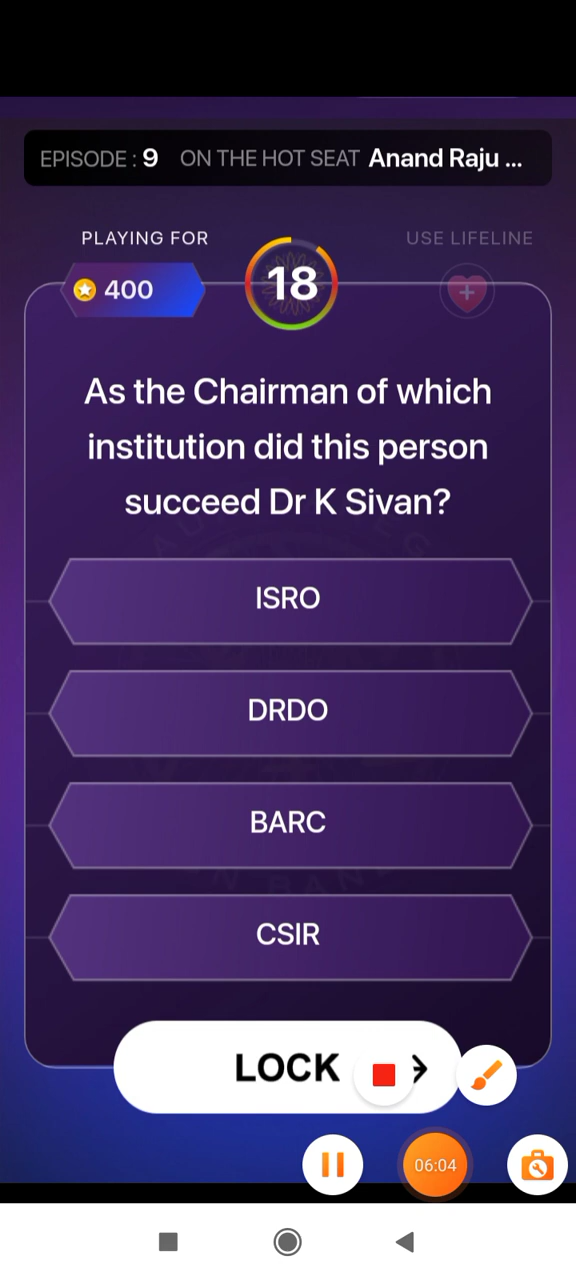 EPISODE : 9 ON THE HOT SEAT Anand Raju ...
PLAYING FOR
USE LIFELINE
400
18
As the Chairman of which
institution did this person
succeed Dr K Sivan?
ISRO
DRDO
BARC
CSIR
LOCK
06:04